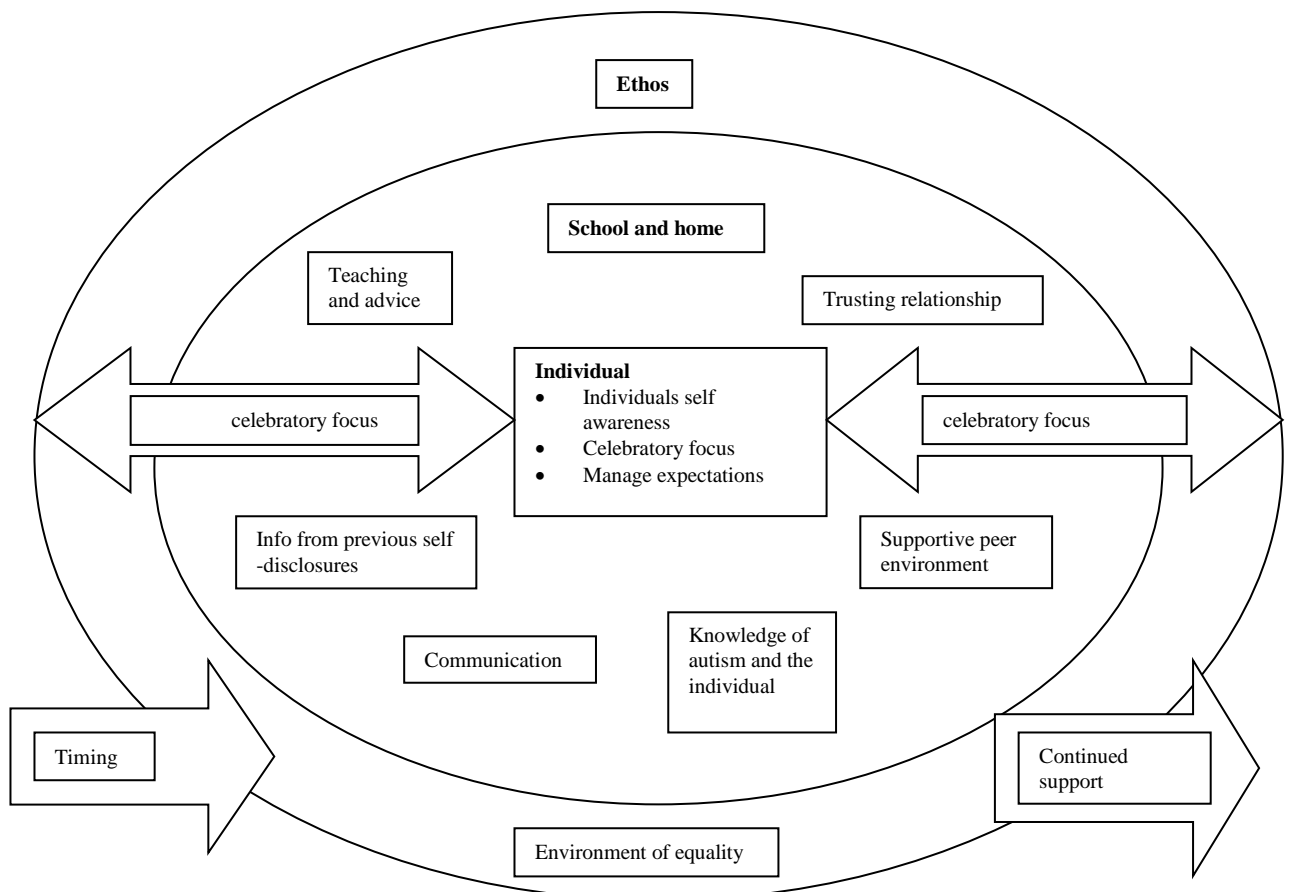 Ethos
School and home
Teaching
and advice
Trusting relationship
Individual
• Individuals self
awareness
• Celebratory focus
• Manage expectations
celebratory focus
celebratory focus
Info from previous self
-disclosures
Supportive peer
environment
Communication
Knowledge of
autism and the
individual
Timing
Continued
support
Environment of equality